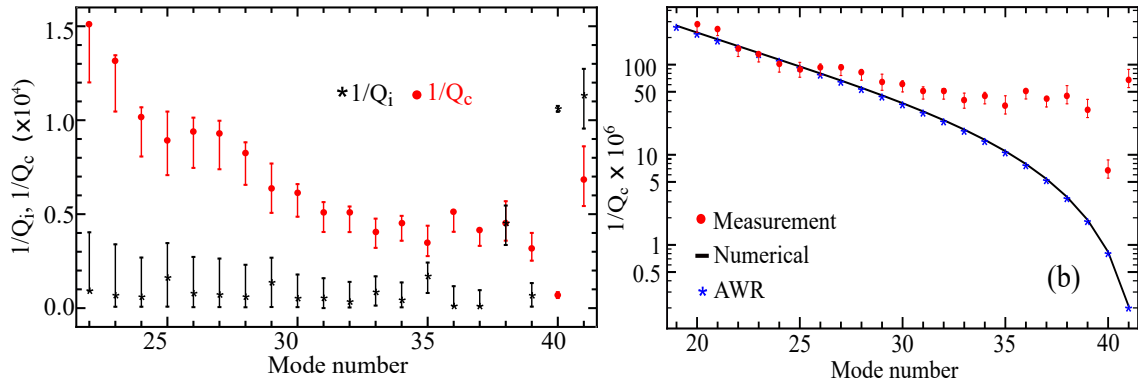 1/Qi, 1/Qc (x10⁴)
1.5
1.0
0.5
0.0
* 1/Qi
1/Qc
25
30
35
40
Mode number
1/Qc x 10⁶
100
50
10
5
1
0.5
Measurement
Numerical
AWR
(b)
20
25
30
35
40
Mode number